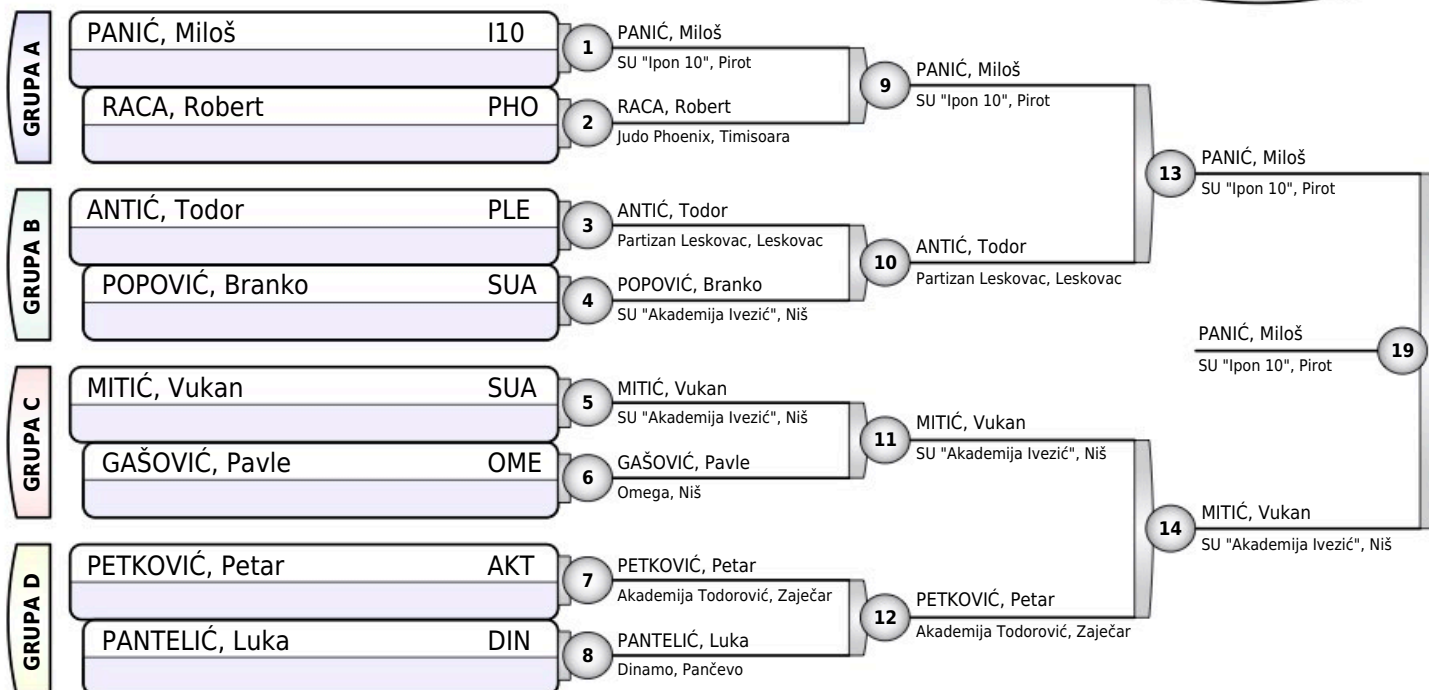 GRUPA A
PANIĆ, Miloš I10
RACA, Robert PHO
GRUPA B
ANTIĆ, Todor PLE
POPOVIĆ, Branko SUA
GRUPA C
MITIĆ, Vukan SUA
GAŠOVIĆ, Pavle OME
GRUPA D
PETKOVIĆ, Petar AKT
PANTELIĆ, Luka DIN
1
PANIĆ, Miloš
SU "Ipon 10", Pirot
2
RACA, Robert
Judo Phoenix, Timisoara
3
ANTIĆ, Todor
Partizan Leskovac, Leskovac
4
POPOVIĆ, Branko
SU "Akademija Ivezić", Niš
5
MITIĆ, Vukan
SU "Akademija Ivezić", Niš
6
GAŠOVIĆ, Pavle
Omega, Niš
7
PETKOVIĆ, Petar
Akademija Todorović, Zaječar
8
PANTELIĆ, Luka
Dinamo, Pančevo
9
PANIĆ, Miloš
SU "Ipon 10", Pirot
10
ANTIĆ, Todor
Partizan Leskovac, Leskovac
11
MITIĆ, Vukan
SU "Akademija Ivezić", Niš
12
PETKOVIĆ, Petar
Akademija Todorović, Zaječar
13
PANIĆ, Miloš
SU "Ipon 10", Pirot
14
MITIĆ, Vukan
SU "Akademija Ivezić", Niš
PANIĆ, Miloš
SU "Ipon 10", Pirot
19